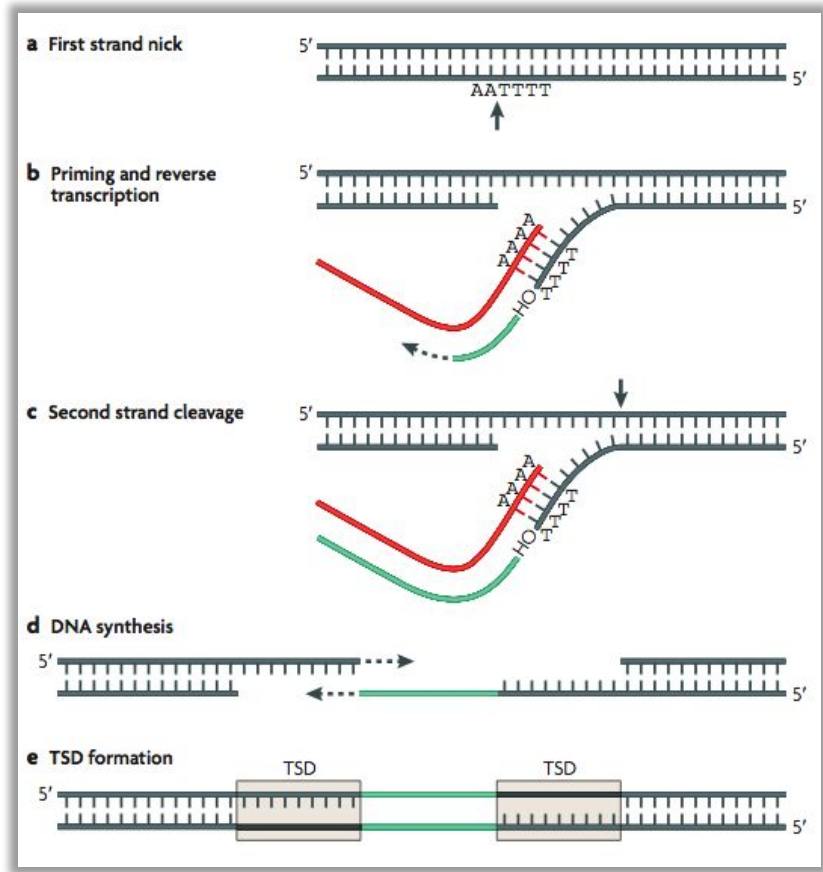 a First strand nick
5′
5′
AATTTT
b Priming and reverse
transcription
5′
5′
A
A
A
A
HO
T
T
T
T
c Second strand cleavage
5′
5′
A
A
A
A
HO
T
T
T
T
d DNA synthesis
5′
5′
e TSD formation
TSD
TSD
5′
5′